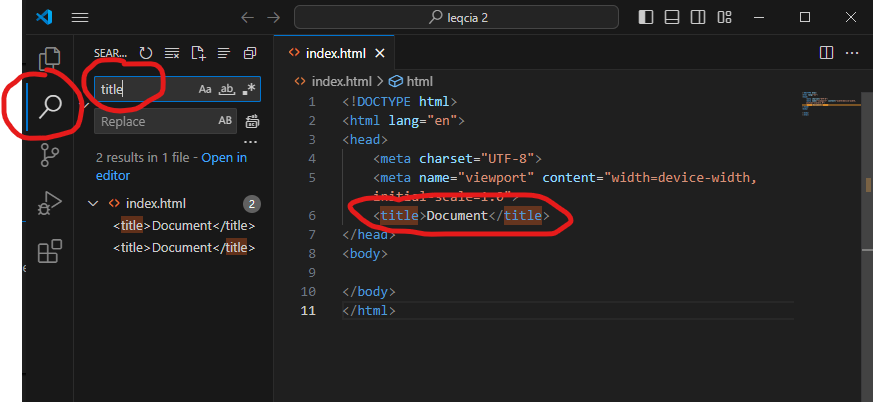 leqcia 2
SEAR...
title
Aa
ab
.*
Replace
AB
...
2 results in 1 file - Open in
editor
index.html
2
<title>Document</title>
<title>Document</title>
index.html
...
index.html > html
1 <!DOCTYPE html>
2 <html lang="en">
3 <head>
4 <meta charset="UTF-8">
5 <meta name="viewport" content="width=device-width,
initial-scale=1.0">
6 <title>Document</title>
7 </head>
8 <body>
9
10 </body>
11 </html>